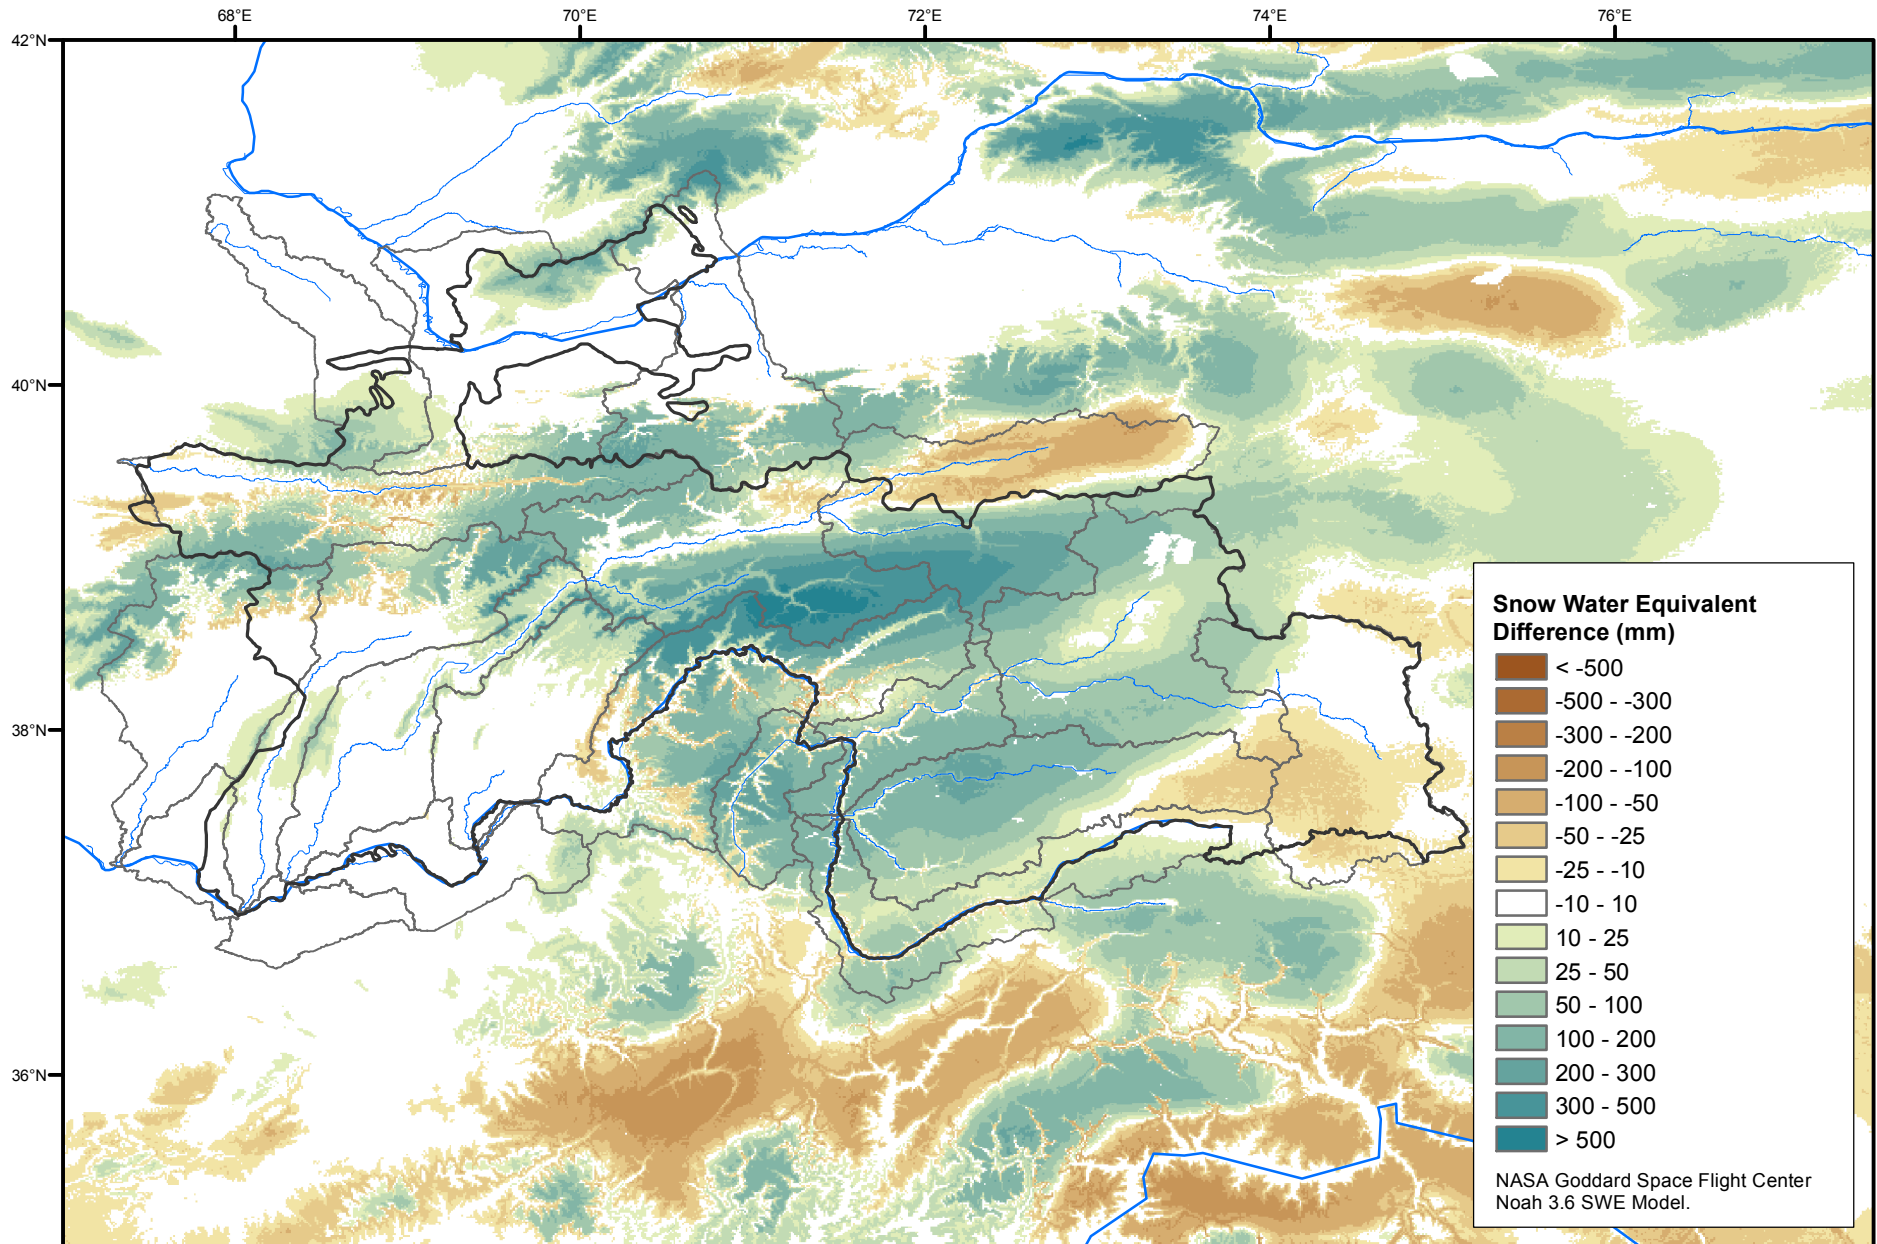 68°E
70°E
72°E
74°E
76°E
42°N
40°N
38°N
36°N
Snow Water Equivalent
Difference (mm)
< -500
-500 - -300
-300 - -200
-200 - -100
-100 - -50
-50 - -25
-25 - -10
-10 - 10
10 - 25
25 - 50
50 - 100
100 - 200
200 - 300
300 - 500
> 500
NASA Goddard Space Flight Center
Noah 3.6 SWE Model.